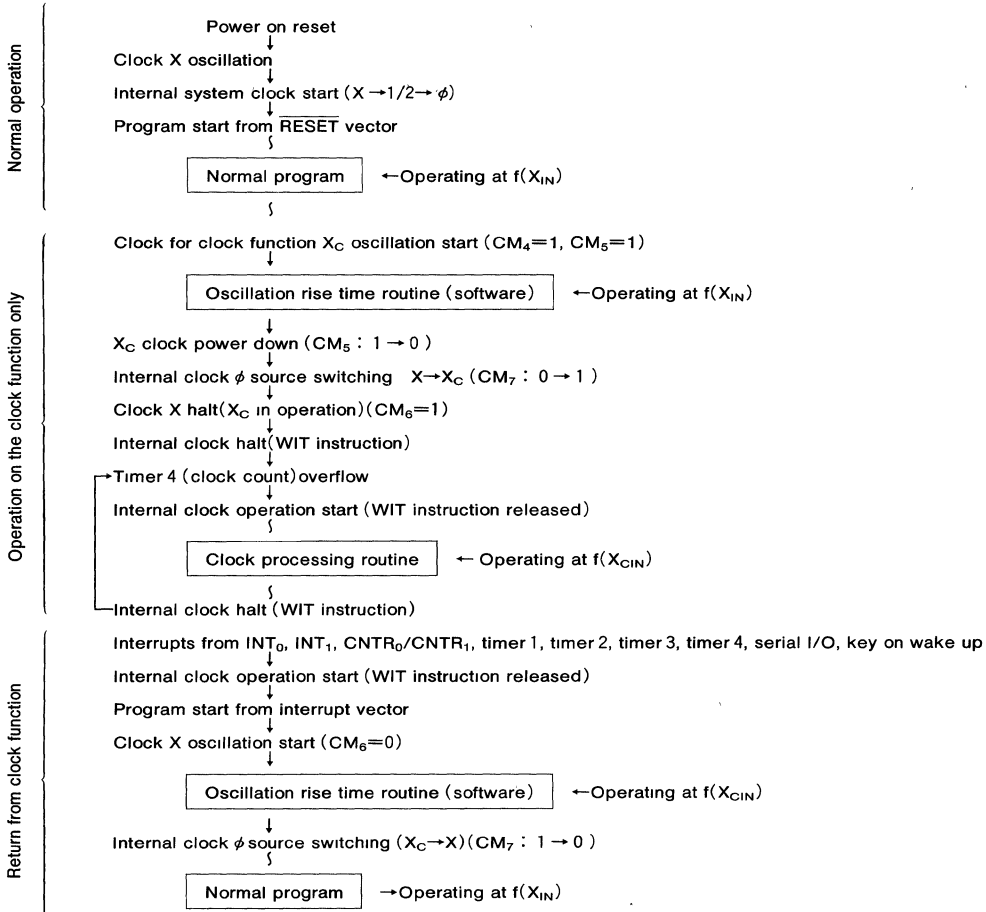 Normal operation
Power on reset
Clock X oscillation
Internal system clock start (X→1/2→ϕ)
Program start from R̅E̅S̅E̅T̅ vector
Normal program ←Operating at f(XIN)
Operation on the clock function only
Clock for clock function XC oscillation start (CM4=1, CM5=1)
Oscillation rise time routine (software) ←Operating at f(XIN)
XC clock power down (CM5 : 1→0)
Internal clock ϕ source switching X→XC (CM7 : 0→1)
Clock X halt(XC in operation)(CM6=1)
Internal clock halt(WIT instruction)
Timer 4 (clock count) overflow
Internal clock operation start (WIT instruction released)
Clock processing routine ← Operating at f(XCIN)
Internal clock halt (WIT instruction)
Return from clock function
Interrupts from INT0, INT1, CNTR0/CNTR1, timer 1, timer 2, timer 3, timer 4, serial I/O, key on wake up
Internal clock operation start (WIT instruction released)
Program start from interrupt vector
Clock X oscillation start (CM6=0)
Oscillation rise time routine (software) ←Operating at f(XCIN)
Internal clock ϕ source switching (XC→X)(CM7 : 1→0)
Normal program →Operating at f(XIN)